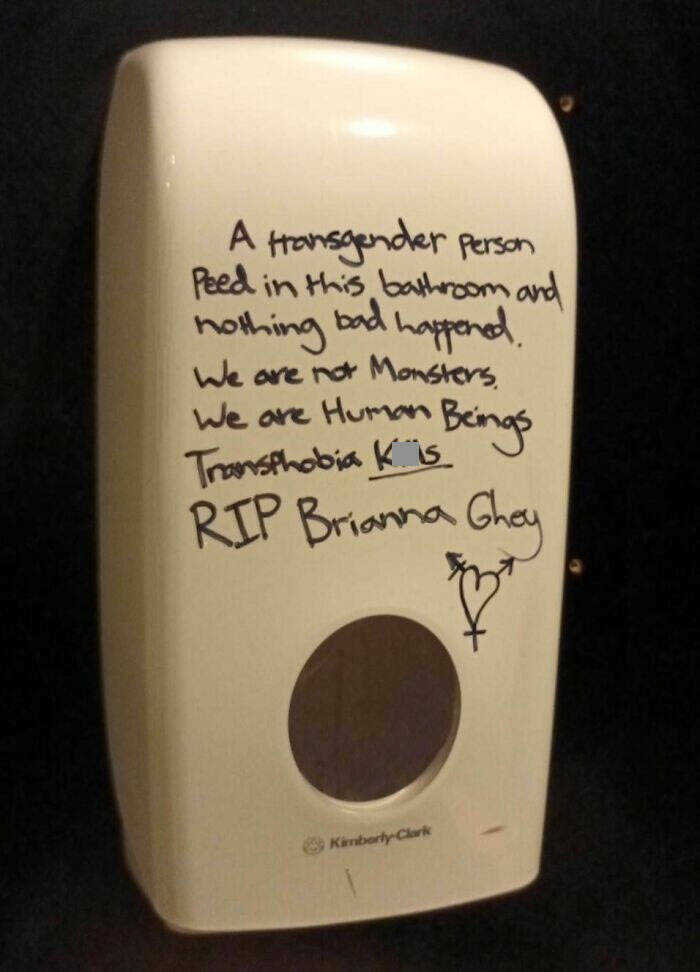 A transgender person
Peed in this bathroom and
nothing bad happened.
We are not Monsters.
We are Human Beings
Transphobia
RIP Brianna Ghey
Kimberly-Clark